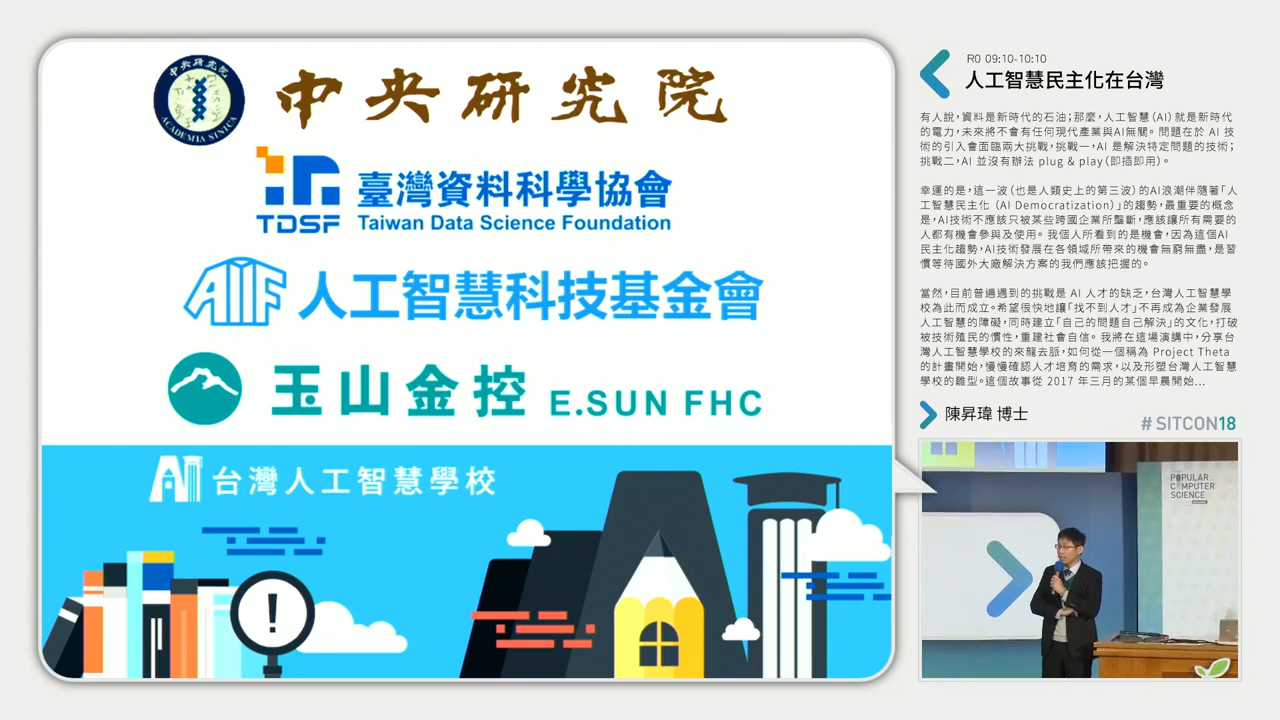 中央研究院
ACADEMIA SINICA
中央研究院
TDSF
臺灣資料科學協會
Taiwan Data Science Foundation
AIF
人工智慧科技基金會
玉山金控 E.SUN FHC
AI 台灣人工智慧學校
R0 09:10-10:10
人工智慧民主化在台灣
有人說,資料是新時代的石油;那麼,人工智慧(AI)就是新時代
的電力,未來將不會有任何現代產業與AI無關。問題在於 AI 技
術的引入會面臨兩大挑戰,挑戰一,AI 是解決特定問題的技術;
挑戰二,AI 並沒有辦法 plug & play(即插即用)。
幸運的是,這一波(也是人類史上的第三波)的AI浪潮伴隨著「人
工智慧民主化(AI Democratization)」的趨勢,最重要的概念
是,AI技術不應該只被某些跨國企業所壟斷,應該讓所有需要的
人都有機會參與及使用。我個人所看到的是機會,因為這個AI
民主化趨勢,AI技術發展在各領域所帶來的機會無窮無盡,是習
慣等待國外大廠解決方案的我們應該把握的。
當然,目前普遍遇到的挑戰是 AI 人才的缺乏,台灣人工智慧學
校為此而成立。希望很快地讓「找不到人才」不再成為企業發展
人工智慧的障礙,同時建立「自己的問題自己解決」的文化,打破
被技術殖民的慣性,重建社會自信。我將在這場演講中,分享台
灣人工智慧學校的來龍去脈,如何從一個稱為 Project Theta
的計畫開始,慢慢確認人才培育的需求,以及形塑台灣人工智慧
學校的雛型。這個故事從 2017 年三月的某個早晨開始...
陳昇瑋 博士
# SITCON18
POPULAR
COMPUTER
SCIENCE